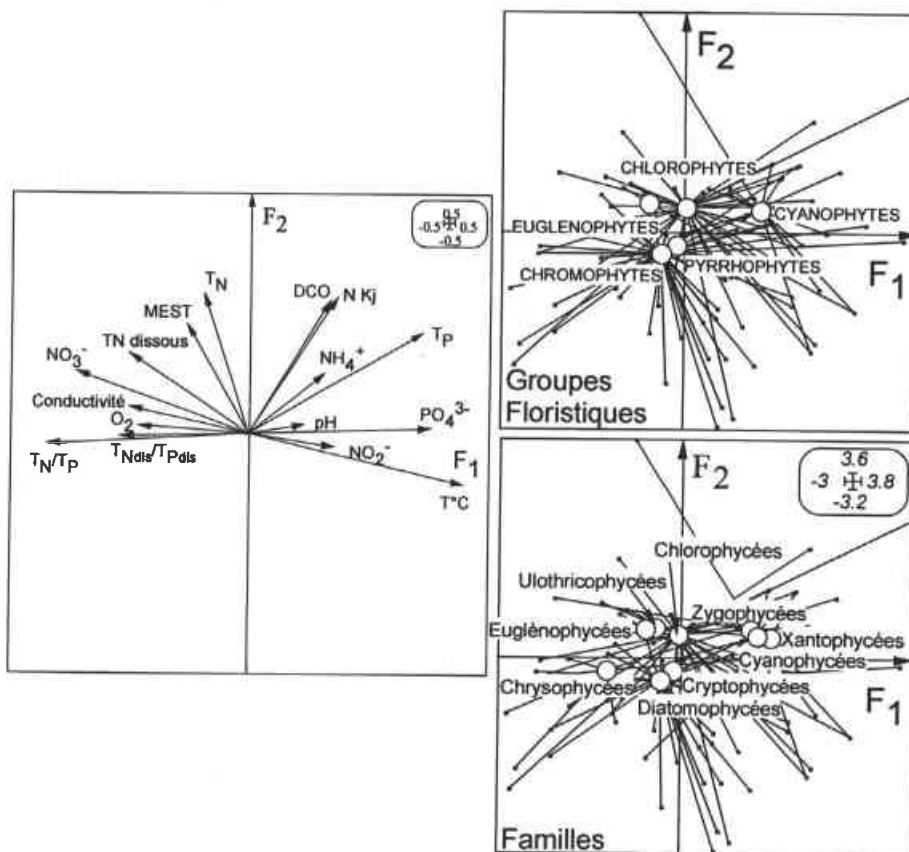 F2
0.5
-0.5 0.5
-0.5
TN
DCO N Kj
MEST
TP
TN dissous
NO3-
NH4+
Conductivité
PO43-
O2
pH
NO2-
TN/TP
TNdis/TPdis
F1
T°C
F2
CHLOROPHYTES
CYANOPHYTES
EUGLENOPHYTES
CHROMOPHYTES
PYRRHOPHYTES
F1
Groupes
Floristiques
F2
3.6
-3 3.8
-3.2
Chlorophycées
Ulothricophycées
Zygophycées
Euglènophycées
Xantophycées
Cyanophycées
Chrysophycées
Cryptophycées
Diatomophycées
F1
Familles